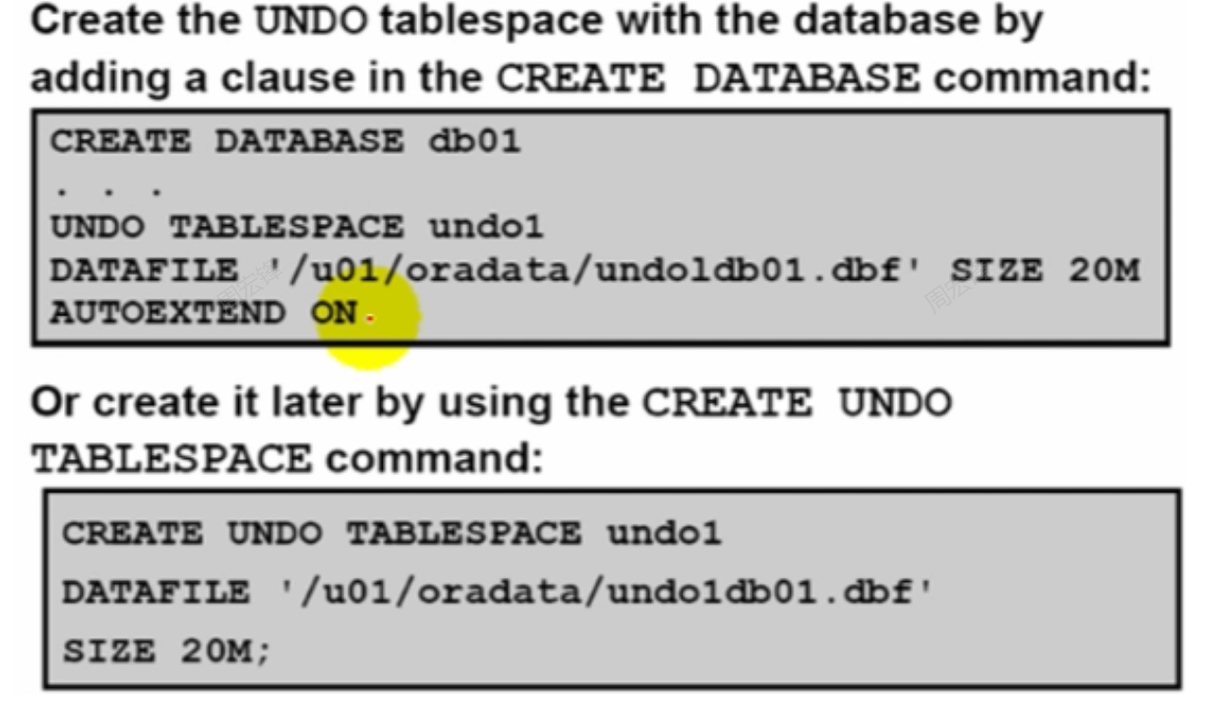 Create the UNDO tablespace with the database by
adding a clause in the CREATE DATABASE command:
CREATE DATABASE db01
. . .
UNDO TABLESPACE undo1
DATAFILE '/u01/oradata/undoldb01.dbf' SIZE 20M
AUTOEXTEND ON
Or create it later by using the CREATE UNDO
TABLESPACE command:
CREATE UNDO TABLESPACE undo1
DATAFILE '/u01/oradata/undo1db01.dbf'
SIZE 20M;